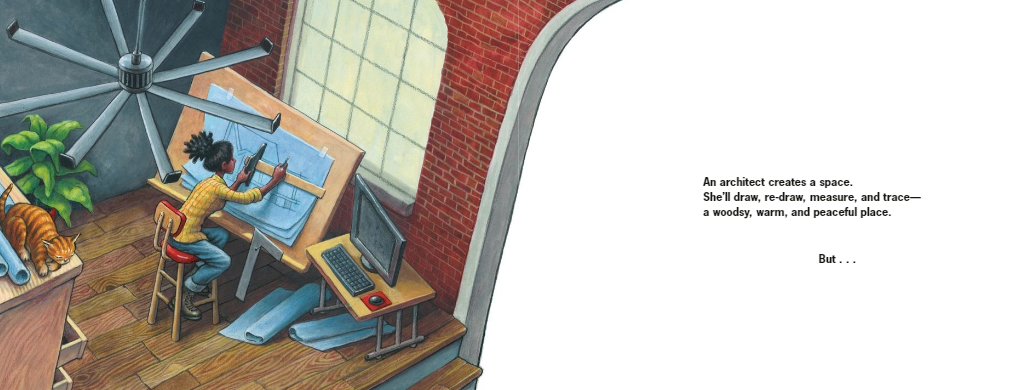 An architect creates a space.
She'll draw, re-draw, measure, and trace—
a woodsy, warm, and peaceful place.
But . . .